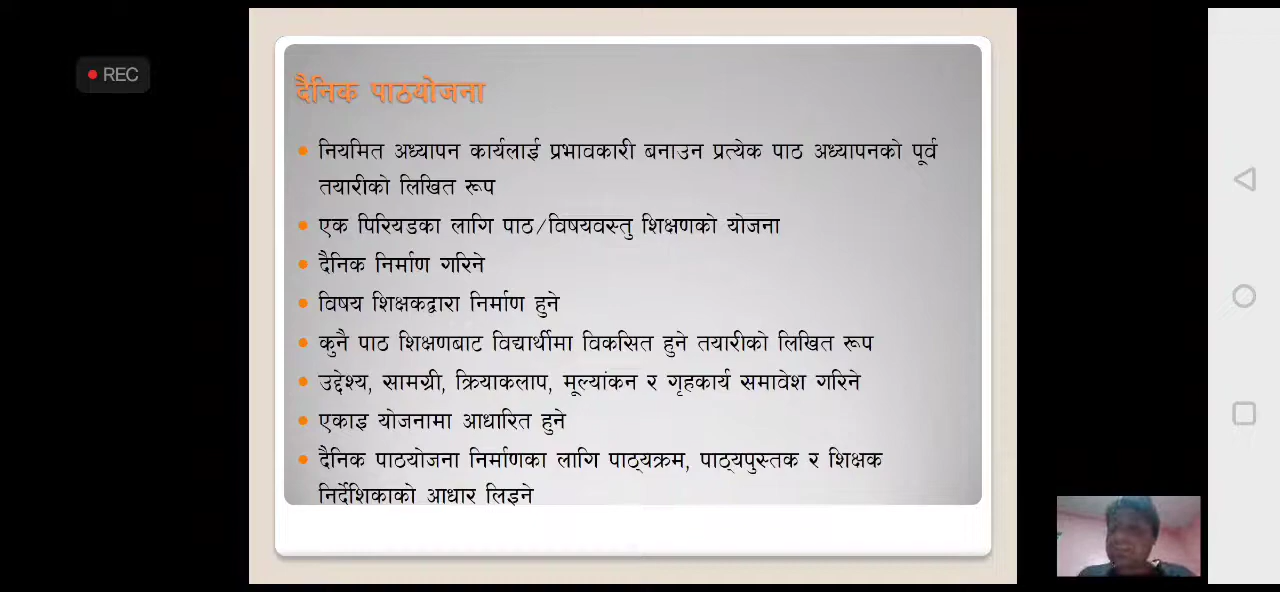 REC
दैनिक पाठयोजना
नियमित अध्यापन कार्यलाई प्रभावकारी बनाउन प्रत्येक पाठ अध्यापनको पूर्व
तयारीको लिखित रूप
एक पिरियडका लागि पाठ/विषयवस्तु शिक्षणको योजना
दैनिक निर्माण गरिने
विषय शिक्षकद्वारा निर्माण हुने
कुनै पाठ शिक्षणबाट विद्यार्थीमा विकसित हुने तयारीको लिखित रूप
उद्देश्य, सामग्री, क्रियाकलाप, मूल्यांकन र गृहकार्य समावेश गरिने
एकाइ योजनामा आधारित हुने
दैनिक पाठयोजना निर्माणका लागि पाठ्यक्रम, पाठ्यपुस्तक र शिक्षक
निर्देशिकाको आधार लिइने